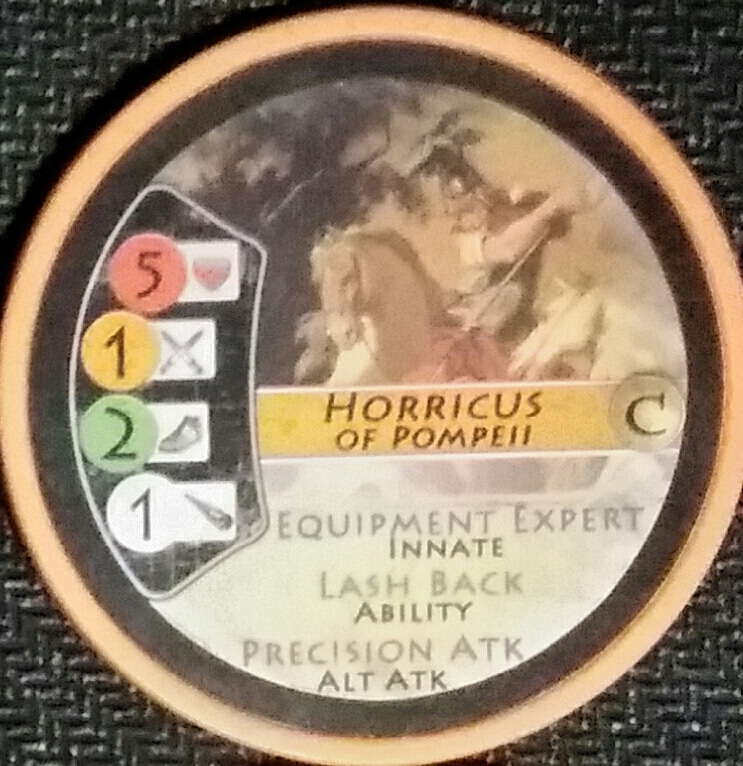 5
1
2
1
HORRICUS
OF POMPEII
C
EQUIPMENT EXPERT
INNATE
LASH BACK
ABILITY
PRECISION ATK
ALT ATK